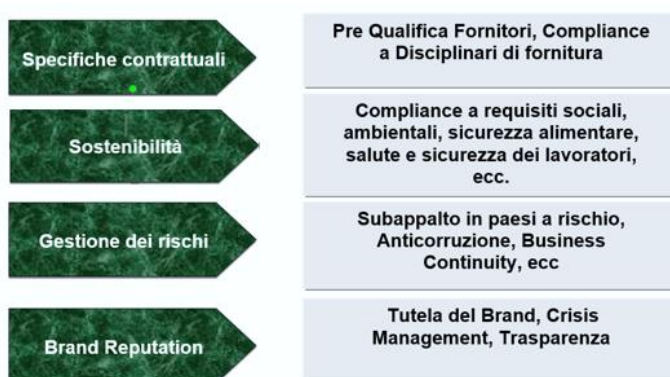 Specifiche contrattuali
Pre Qualifica Fornitori, Compliance
a Disciplinari di fornitura
Sostenibilità
Compliance a requisiti sociali,
ambientali, sicurezza alimentare,
salute e sicurezza dei lavoratori,
ecc.
Gestione dei rischi
Subappalto in paesi a rischio,
Anticorruzione, Business
Continuity, ecc
Brand Reputation
Tutela del Brand, Crisis
Management, Trasparenza